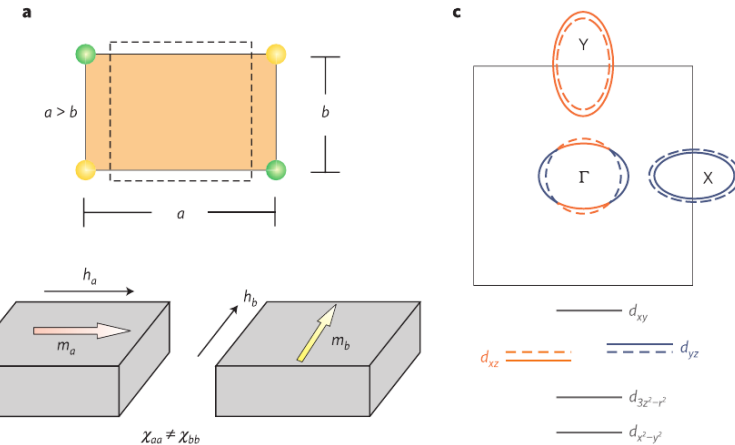 a
a > b
b
a
h_a
m_a
h_b
m_b
χ_aa ≠ χ_bb
c
Y
Γ
X
d_xy
d_xz
d_yz
d_3z²−r²
d_x²−y²